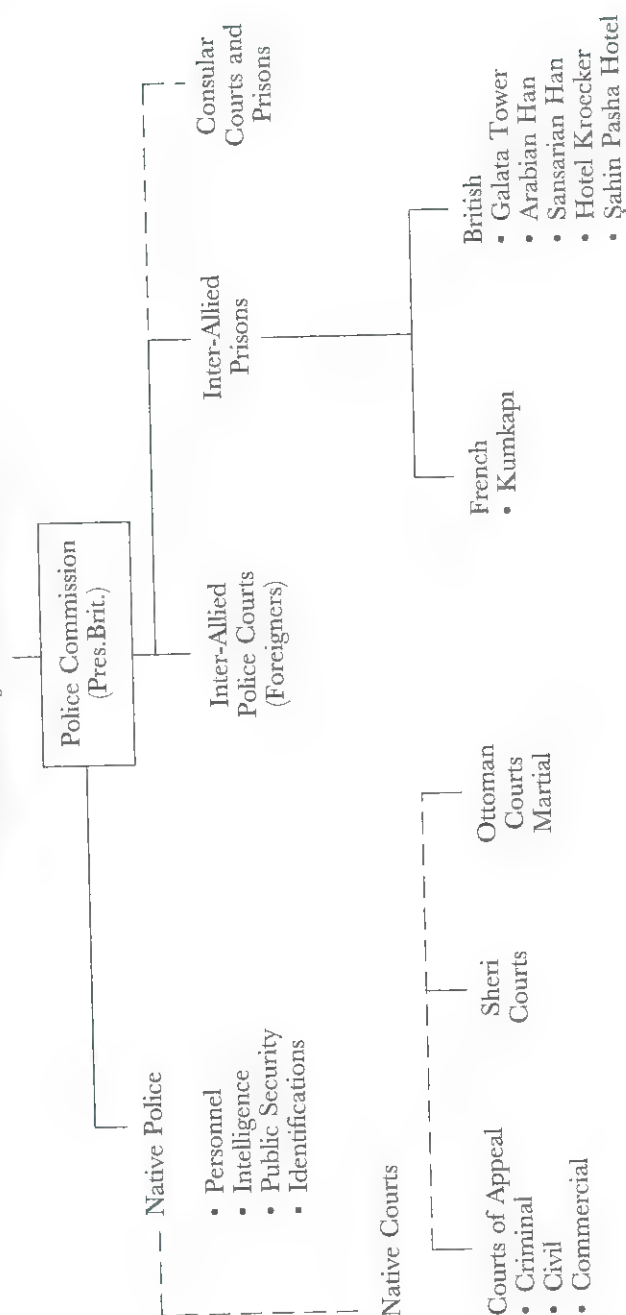 Police Commission
(Pres.Brit.)
Native Police
• Personnel
• Intelligence
• Public Security
• Identifications
Native Courts
Courts of Appeal
• Criminal
• Civil
• Commercial
Sheri
Courts
Ottoman
Courts
Martial
Inter-Allied
Police Courts
(Foreigners)
Inter-Allied
Prisons
French
• Kumkapı
British
• Galata Tower
• Arabian Han
• Sansarian Han
• Hotel Kroecker
• Şahin Pasha Hotel
Consular
Courts and
Prisons